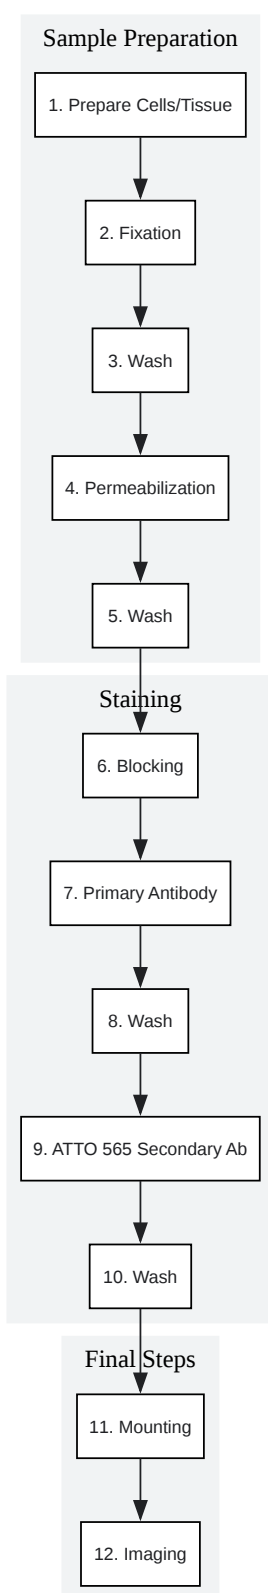 Sample Preparation
1. Prepare Cells/Tissue
2. Fixation
3. Wash
4. Permeabilization
5. Wash
Staining
6. Blocking
7. Primary Antibody
8. Wash
9. ATTO 565 Secondary Ab
10. Wash
Final Steps
11. Mounting
12. Imaging